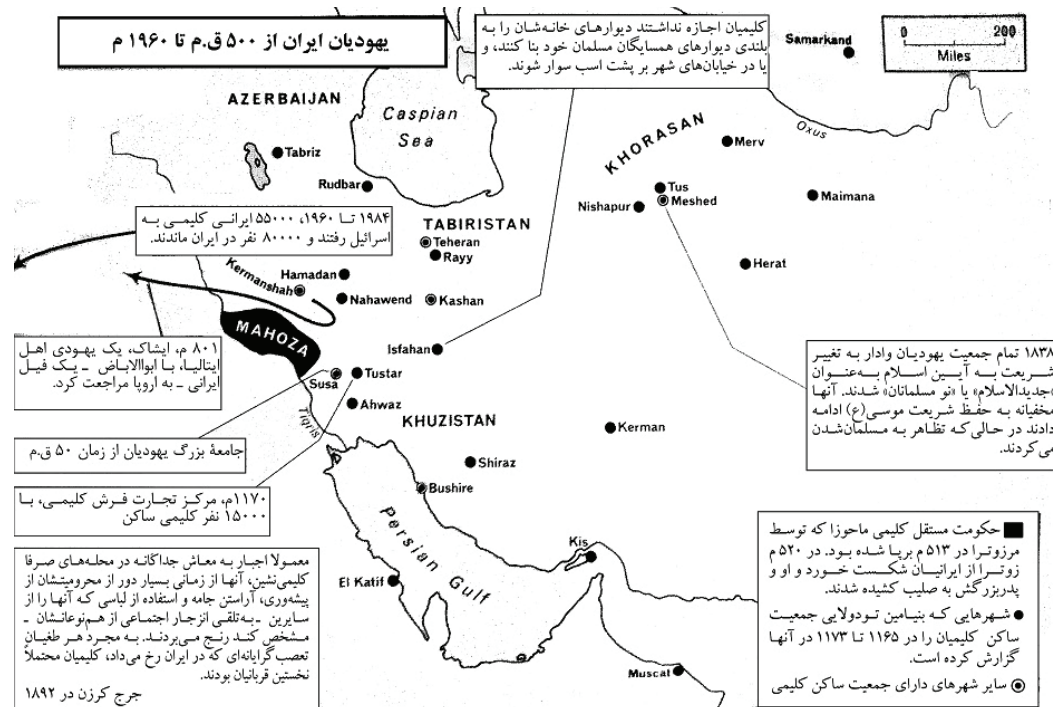 یهودیان ایران از ۵۰۰ ق.م تا ۱۹۶۰ م
کلیمیان اجازه نداشتند دیوارهای خانه‌شان را به
بلندی دیوارهای همسایگان مسلمان خود بنا کنند، و
یا در خیابان‌های شهر بر پشت اسب سوار شوند.
0 200
Miles
Samarkand
AZERBAIJAN
Caspian
Sea
Oxus
KHORASAN
Merv
Tabriz
Rudbar
Tus
Meshed
Nishapur
Maimana
۱۹۸۴ تا ۱۹۶۰، ۵۵۰۰۰ ایرانی کلیمی به
اسرائیل رفتند و ۸۰۰۰۰ نفر در ایران ماندند.
TABIRISTAN
Teheran
Rayy
Herat
Hamadan
Kermanshah
Nahawend
Kashan
MAHOZA
Isfahan
۸۰۱ م، ایشاک، یک یهودی اهل
ایتالیا، با ابواالاباض ـ یک فیل
ایرانی ـ به اروپا مراجعت کرد.
۱۸۳۸ تمام جمعیت یهودیان وادار به تغییر
شریعت به آیین اسلام به‌عنوان
«جدیدالاسلام» یا «نو مسلمانان» شدند. آنها
مخفیانه به حفظ شریعت موسی(ع) ادامه
دادند در حالی‌که تظاهر به مسلمان‌شدن
می‌کردند.
Susa
Tustar
Ahwaz
Tigris
KHUZISTAN
Kerman
جامعهٔ بزرگ یهودیان از زمان ۵۰ ق.م
Shiraz
Bushire
۱۱۷۰م، مرکز تجارت فرش کلیمی، با
۱۵۰۰۰ نفر کلیمی ساکن
Persian Gulf
Kis
El Katif
Muscat
معمولا اجبار به معاش جداگانه در محله‌های صرفا
کلیمی‌نشین، آنها از زمانی بسیار دور از محرومیتشان از
پیشه‌وری، آراستن جامه و استفاده از لباسی که آنها را از
سایرین ـ به‌تلقی انزجار اجتماعی از هم‌نوعانشان ـ
مشخص کند رنج می‌بردند. به مجرد هر طغیان
تعصب‌گرایانه‌ای که در ایران رخ می‌داد، کلیمیان محتملاً
نخستین قربانیان بودند.
جرج کرزن در ۱۸۹۲
حکومت مستقل کلیمی ماحوزا که توسط
مرزوترا در ۵۱۳ م برپا شده بود. در ۵۲۰ م
زوترا از ایرانیان شکست خورد و او و
پدربزرگش به صلیب کشیده شدند.
شهرهایی که بنیامین تودولایی جمعیت
ساکن کلیمیان را در ۱۱۶۵ تا ۱۱۷۳ در آنها
گزارش کرده است.
سایر شهرهای دارای جمعیت ساکن کلیمی